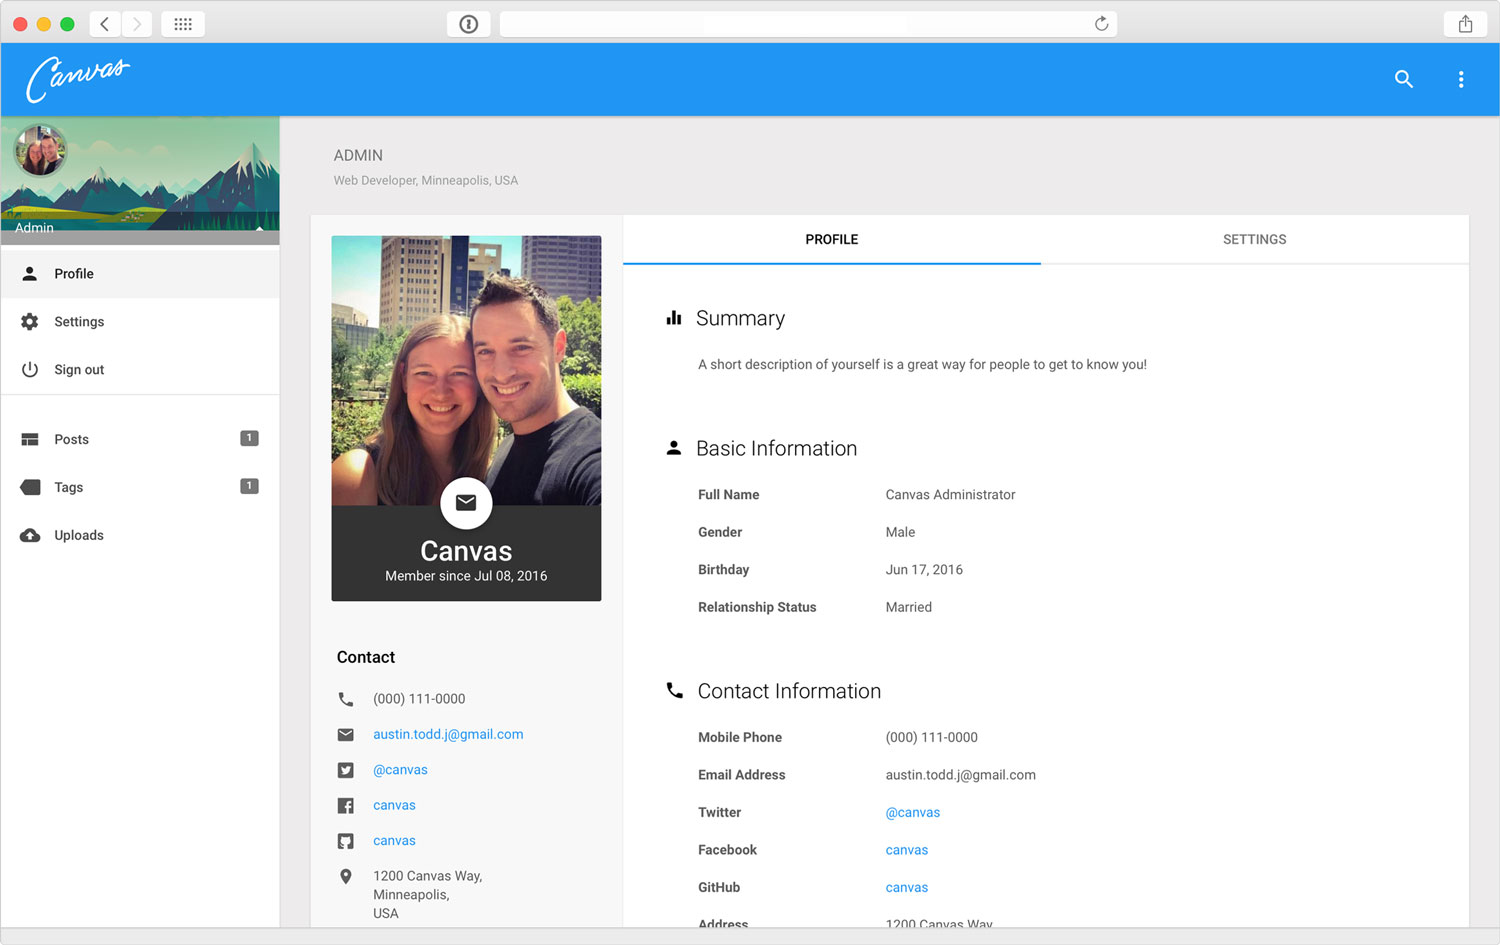 Canvas
Admin
Profile
Settings
Sign out
Posts
1
Tags
1
Uploads
ADMIN
Web Developer, Minneapolis, USA
Canvas
Member since Jul 08, 2016
Contact
(000) 111-0000
austin.todd.j@gmail.com
@canvas
canvas
canvas
1200 Canvas Way,
Minneapolis,
USA
PROFILE
SETTINGS
Summary
A short description of yourself is a great way for people to get to know you!
Basic Information
Full Name Canvas Administrator
Gender Male
Birthday Jun 17, 2016
Relationship Status Married
Contact Information
Mobile Phone (000) 111-0000
Email Address austin.todd.j@gmail.com
Twitter @canvas
Facebook canvas
GitHub canvas
Address 1200 Canvas Way